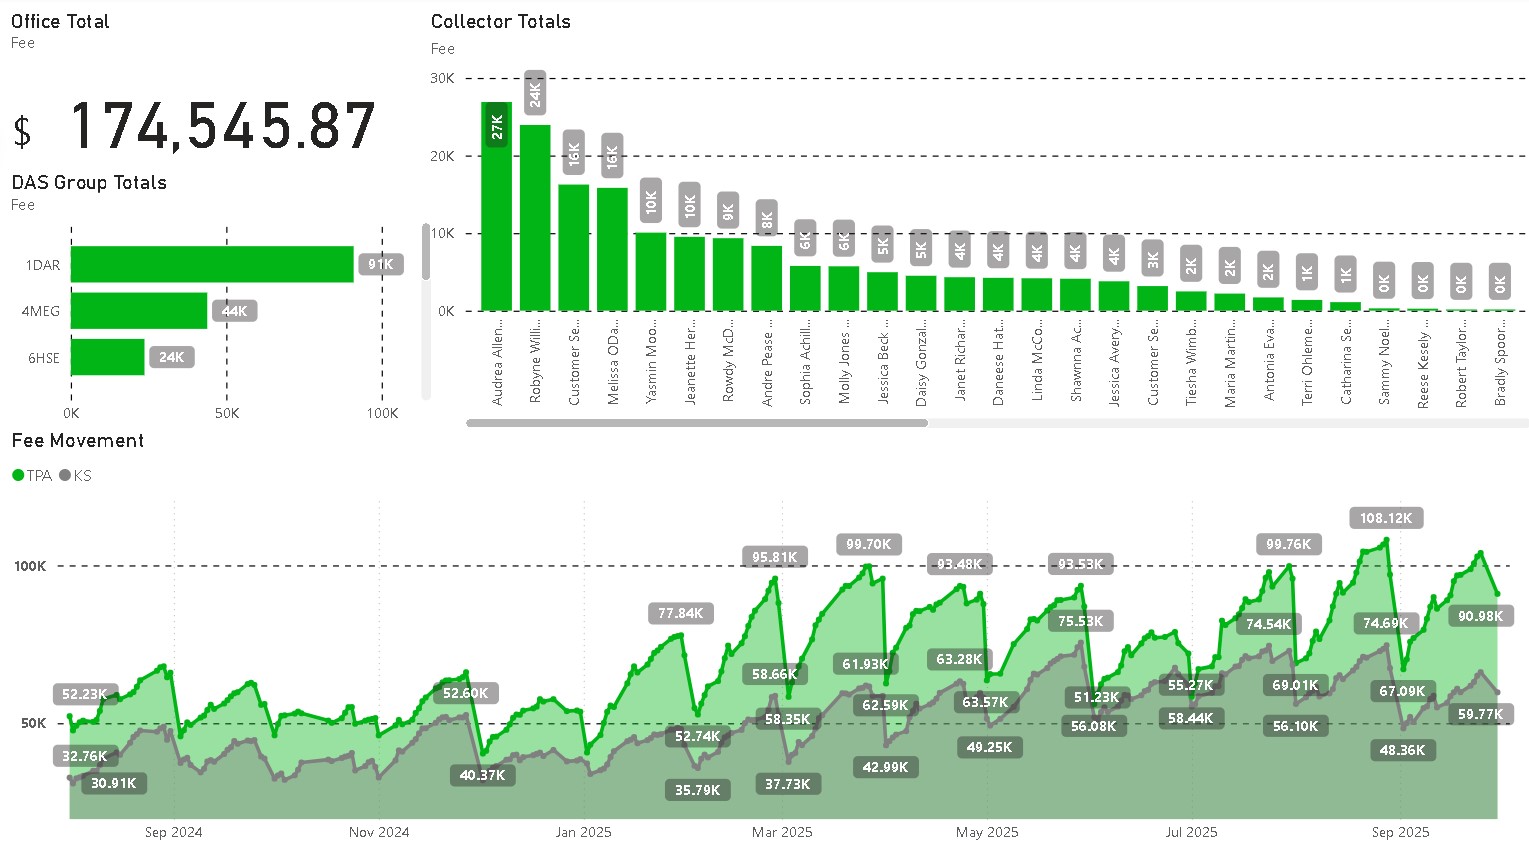 Office Total
Fee
$ 174,545.87
DAS Group Totals
Fee
1DAR
91K
4MEG
44K
6HSE
24K
0K
50K
100K
Collector Totals
Fee
30K
20K
10K
0K
27K
24K
16K
16K
10K
10K
9K
8K
6K
6K
5K
5K
4K
4K
4K
4K
4K
3K
2K
2K
2K
1K
1K
0K
0K
0K
0K
Audrea Allen...
Robyne Willi...
Customer Se...
Melissa ODa...
Yasmin Moo...
Jeanette Her...
Rowdy McD...
Andre Pease ...
Sophia Achill...
Molly Jones ...
Jessica Beck ...
Daisy Gonzal...
Janet Richar...
Daneese Hat...
Linda McCo...
Shawnna Ac...
Jessica Avery...
Customer Se...
Tiesha Wimb...
Maria Martin...
Antonia Eva...
Terri Ohleme...
Catharina Se...
Sammy Noel...
Reese Kesely ...
Robert Taylor...
Bradly Spoor...
Fee Movement
TPA KS
100K
50K
52.23K
32.76K
30.91K
52.60K
40.37K
77.84K
52.74K
35.79K
95.81K
58.66K
58.35K
37.73K
99.70K
61.93K
62.59K
42.99K
93.48K
63.28K
63.57K
49.25K
93.53K
75.53K
51.23K
56.08K
55.27K
58.44K
99.76K
74.54K
69.01K
56.10K
108.12K
74.69K
67.09K
48.36K
90.98K
59.77K
Sep 2024
Nov 2024
Jan 2025
Mar 2025
May 2025
Jul 2025
Sep 2025